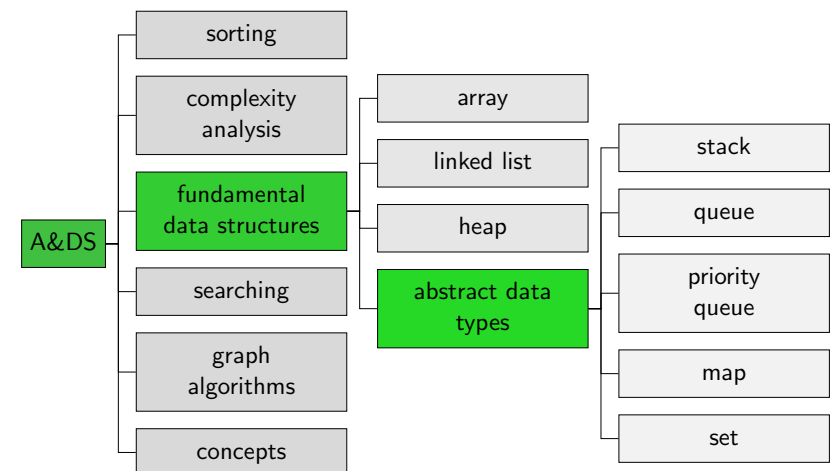 A&DS
sorting
complexity
analysis
fundamental
data structures
searching
graph
algorithms
concepts
array
linked list
heap
abstract data
types
stack
queue
priority
queue
map
set